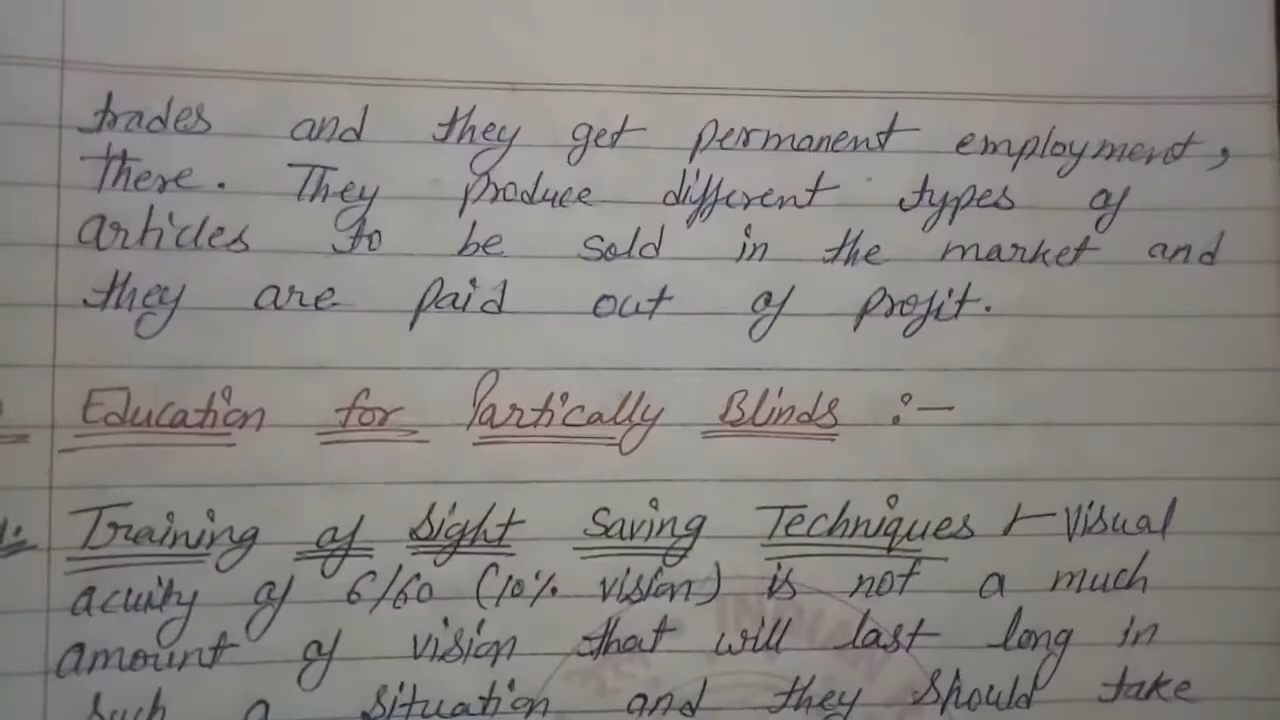 trades and they get permanent employment,
there. They produce different types of
articles to be sold in the market and
they are paid out of profit.
Education for Partically Blinds :-
1. Training of Sight Saving Techniques :- Visual
acuity of 6/60 (10% vision) is not a much
amount of vision that will last long in
such a situation and they should take
INDIAN